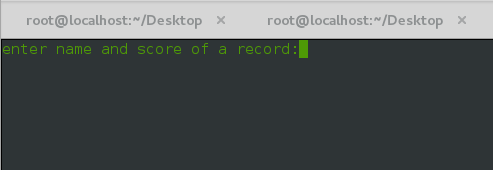 root@localhost:~/Desktop × root@localhost:~/Desktop ×
enter name and score of a record: